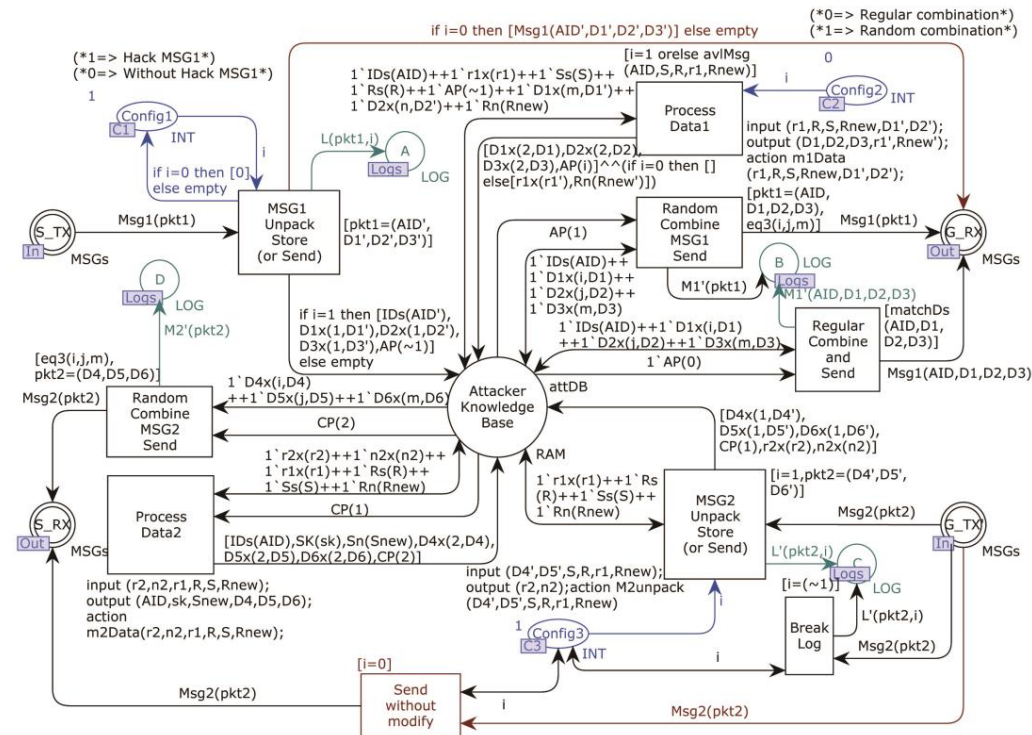 (*0=> Regular combination*)
(*1=> Random combination*)
if i=0 then [Msg1(AID',D1',D2',D3')] else empty
(*1=> Hack MSG1*)
(*0=> Without Hack MSG1*)
1
Config1
C1
INT
i
if i=0 then [0]
else empty
L(pkt1,i)
A
Logs
LOG
1`IDs(AID)++1`r1x(r1)++1`Ss(S)++
1`Rs(R)++1`AP(~1)++1`D1x(m,D1')++
1`D2x(n,D2')++1`Rn(Rnew)
[i=1 orelse avlMsg
(AID,S,R,r1,Rnew)]
Process
Data1
i
0
Config2
C2
INT
input (r1,R,S,Rnew,D1',D2');
output (D1,D2,D3,r1',Rnew');
action m1Data
(r1,R,S,Rnew,D1',D2');
[D1x(2,D1),D2x(2,D2),
D3x(2,D3),AP(i)]^^(if i=0 then []
else[r1x(r1'),Rn(Rnew')])
S_TX
In
MSGs
Msg1(pkt1)
MSG1
Unpack
Store
(or Send)
[pkt1=(AID',
D1',D2',D3')]
AP(1)
Random
Combine
MSG1
Send
[pkt1=(AID,
D1,D2,D3),
eq3(i,j,m)]
Msg1(pkt1)
G_RX
Out
MSGs
1`IDs(AID)++
1`D1x(i,D1)++
1`D2x(j,D2)++
1`D3x(m,D3)
M1'(pkt1)
B
Logs
LOG
M1'(AID,D1,D2,D3)
D
Logs
LOG
M2'(pkt2)
if i=1 then [IDs(AID'),
D1x(1,D1'),D2x(1,D2'),
D3x(1,D3'),AP(~1)]
else empty
1`IDs(AID)++1`D1x(i,D1)
++1`D2x(j,D2)++1`D3x(m,D3)
1`AP(0)
Regular
Combine
and
Send
[matchDs
(AID,D1,
D2,D3)]
Msg1(AID,D1,D2,D3)
[eq3(i,j,m),
pkt2=(D4,D5,D6)]
Msg2(pkt2)
Random
Combine
MSG2
Send
1`D4x(i,D4)
++1`D5x(j,D5)++1`D6x(m,D6)
CP(2)
Attacker
Knowledge
Base
attDB
RAM
[D4x(1,D4'),
D5x(1,D5'),D6x(1,D6'),
CP(1),r2x(r2),n2x(n2)]
1`r2x(r2)++1`n2x(n2)++
1`r1x(r1)++1`Rs(R)++
1`Ss(S)++1`Rn(Rnew)
CP(1)
1`r1x(r1)++1`Rs
(R)++1`Ss(S)++
1`Rn(Rnew)
MSG2
Unpack
Store
(or Send)
[i=1,pkt2=(D4',D5',
D6')]
Msg2(pkt2)
G_TX'
In
MSGs
S_RX
Out
MSGs
Process
Data2
[IDs(AID),SK(sk),Sn(Snew),D4x(2,D4),
D5x(2,D5),D6x(2,D6),CP(2)]
input (r2,n2,r1,R,S,Rnew);
output (AID,sk,Snew,D4,D5,D6);
action
m2Data(r2,n2,r1,R,S,Rnew);
input (D4',D5',S,R,r1,Rnew);
output (r2,n2);action M2unpack
(D4',D5',S,R,r1,Rnew)
L'(pkt2,i)
C
Logs
LOG
[i=(~1)]
L'(pkt2,i)
Break
Log
Msg2(pkt2)
1
Config3
C3
INT
i
i
[i=0]
Send
without
modify
Msg2(pkt2)
i
Msg2(pkt2)